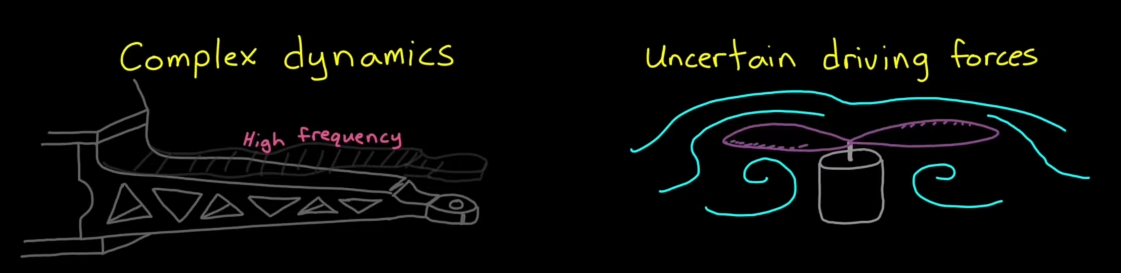 Complex dynamics
Uncertain driving forces
High frequency